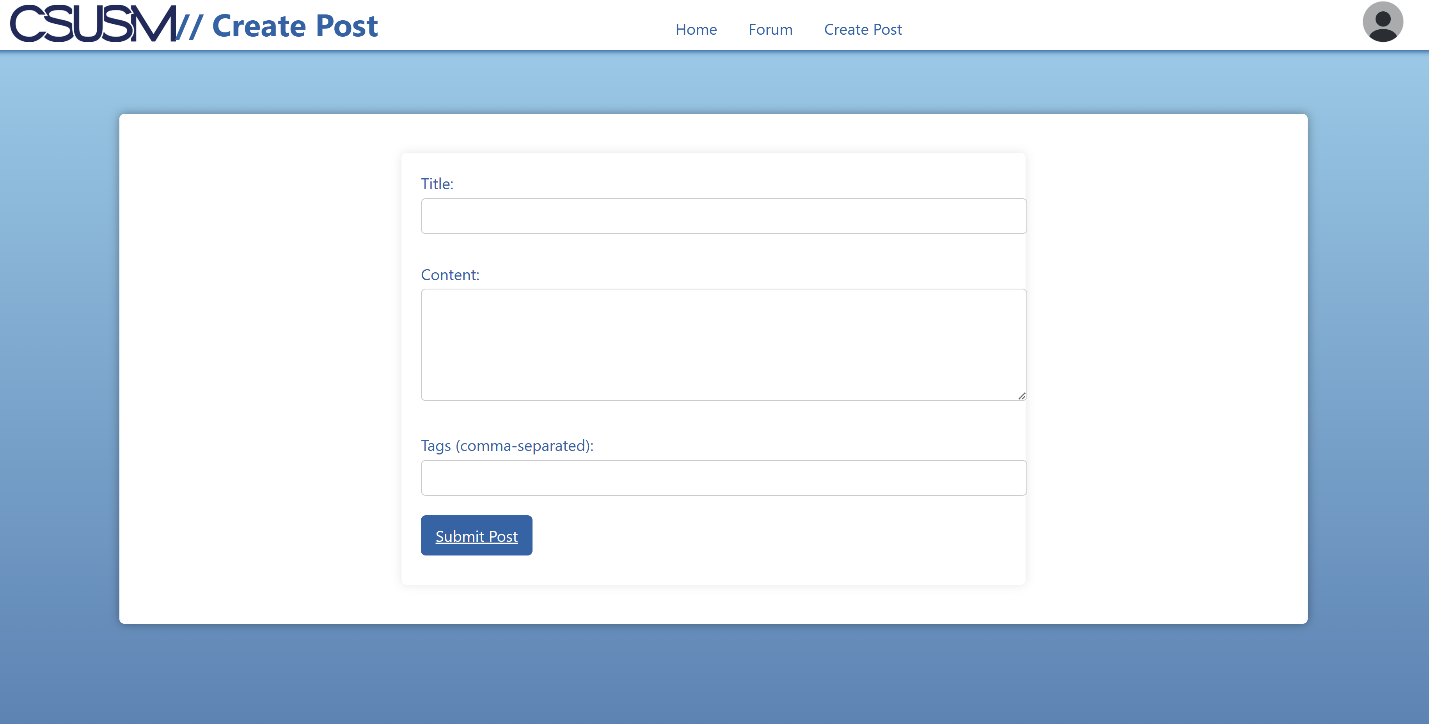 CSUSM// Create Post
Home Forum Create Post
Title:
Content:
Tags (comma-separated):
Submit Post